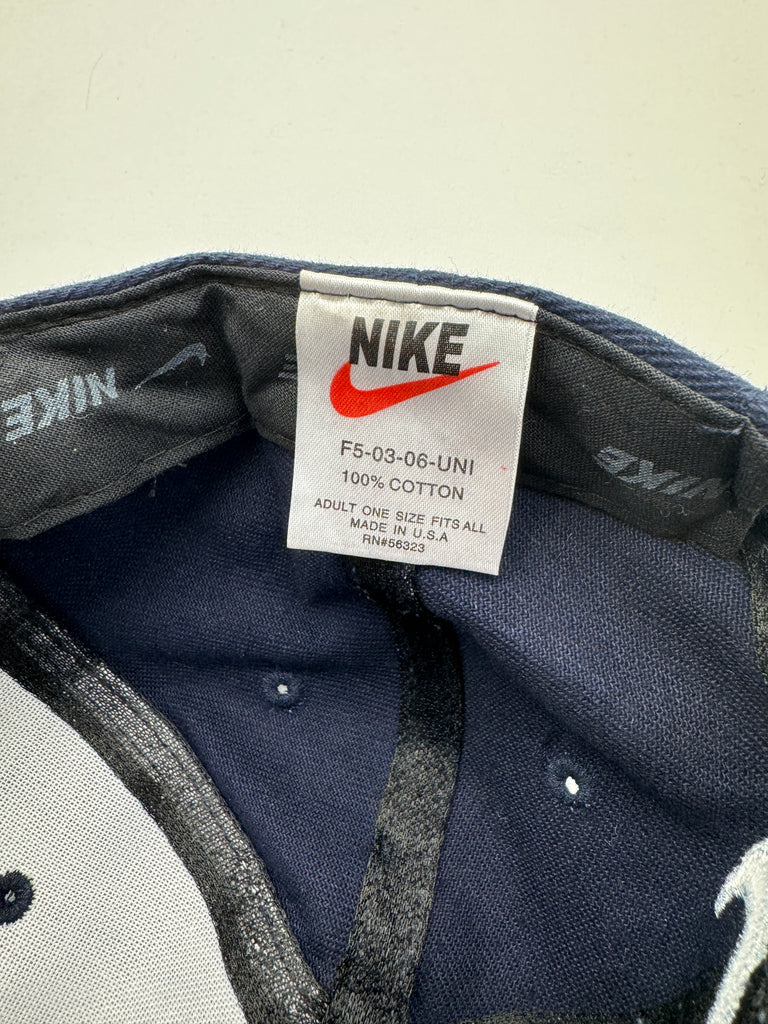 NIKE
F5-03-06-UNI
100% COTTON
ADULT ONE SIZE FITS ALL
MADE IN U.S.A
RN#56323
NIKE
NIKE